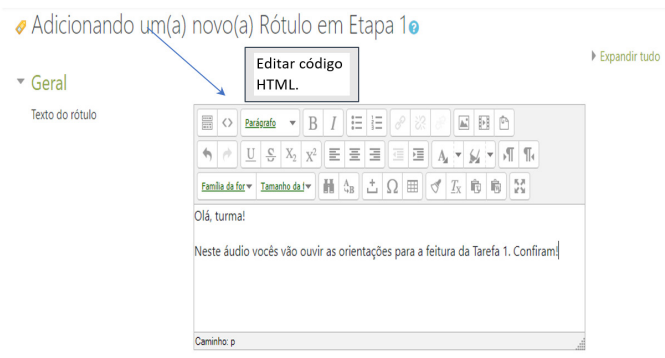 Adicionando um(a) novo(a) Rótulo em Etapa 1
Editar código
HTML.
Expandir tudo
Geral
Texto do rótulo
Parágrafo
B I
U S X₂ X²
Família da for Tamanho da l
Olá, turma!
Neste áudio vocês vão ouvir as orientações para a feitura da Tarefa 1. Confiram!
Caminho: p